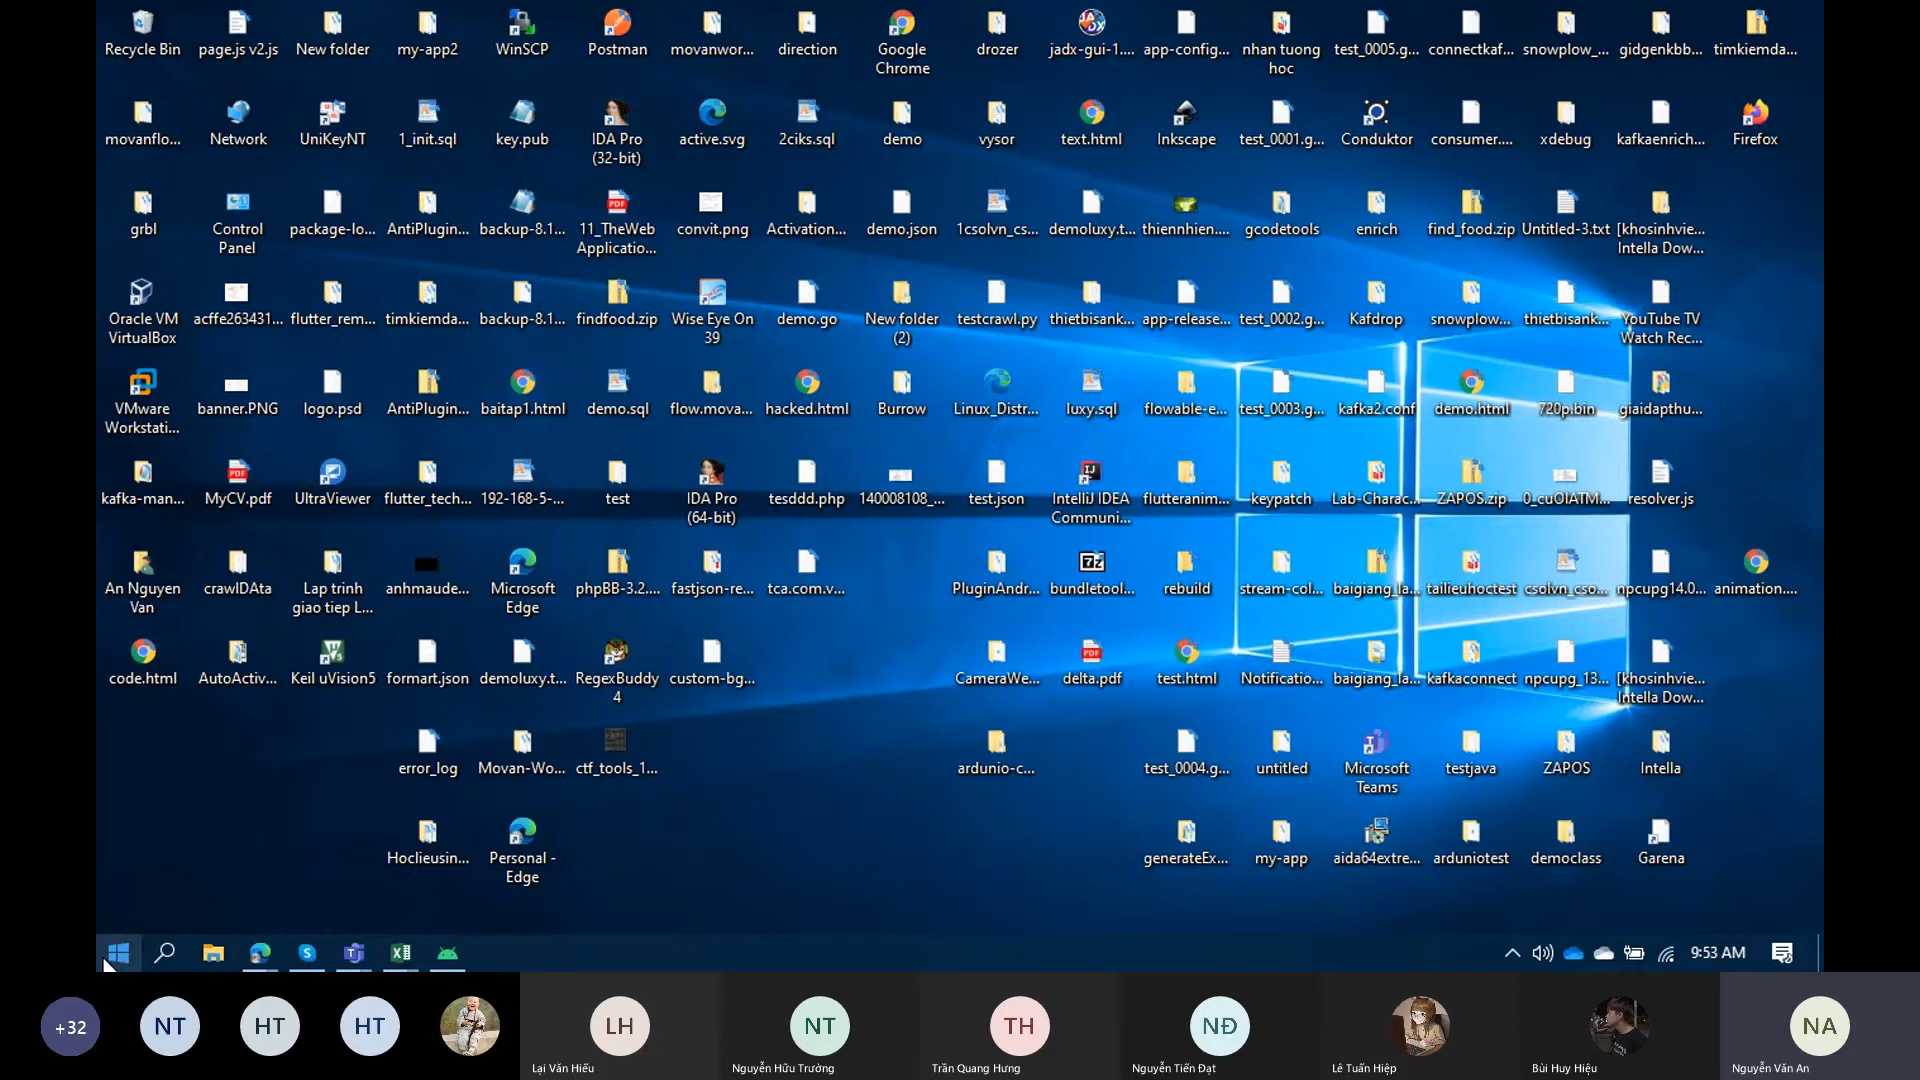 Recycle Bin
page.js v2.js
New folder
my-app2
WinSCP
Postman
movanwor...
direction
Google
Chrome
drozer
jadx-gui-1....
app-config...
nhan tuong
hoc
test_0005.g...
connectkaf...
snowplow_...
gidgenkbb...
timkiemda...
movanflo...
Network
UniKeyNT
1_init.sql
key.pub
IDA Pro
(32-bit)
active.svg
2ciks.sql
demo
vysor
text.html
Inkscape
test_0001.g...
Conduktor
consumer....
xdebug
kafkaenrich...
Firefox
grbl
Control
Panel
package-lo...
AntiPlugin...
backup-8.1...
11_TheWeb
Applicatio...
convit.png
Activation...
demo.json
1csolvn_cs...
demoluxy.t...
thiennhien....
gcodetools
enrich
find_food.zip
Untitled-3.txt
[khosinhvie...
Intella Dow...
Oracle VM
VirtualBox
acffe263431...
flutter_rem...
timkiemda...
backup-8.1...
findfood.zip
Wise Eye On
39
demo.go
New folder
(2)
testcrawl.py
thietbisank...
app-release...
test_0002.g...
Kafdrop
snowplow...
thietbisank...
YouTube TV
Watch Rec...
VMware
Workstati...
banner.PNG
logo.psd
AntiPlugin...
baitap1.html
demo.sql
flow.mova...
hacked.html
Burrow
Linux_Distr...
luxy.sql
flowable-e...
test_0003.g...
kafka2.conf
demo.html
720p.bin
giaidapthu...
kafka-man...
MyCV.pdf
UltraViewer
flutter_tech...
192-168-5-...
test
IDA Pro
(64-bit)
tesddd.php
140008108_...
test.json
IntelliJ IDEA
Communi...
flutteranim...
keypatch
Lab-Charac...
ZAPOS.zip
0_cuOIATM...
resolver.js
An Nguyen
Van
crawlDAta
Lap trinh
giao tiep L...
anhmaude...
Microsoft
Edge
phpBB-3.2....
fastjson-re...
tca.com.v...
PluginAndr...
bundletool...
rebuild
stream-col...
baigiang_la...
tailieuhoctest
csolvn_cso...
npcupg14.0...
animation....
code.html
AutoActiv...
Keil uVision5
formart.json
demoluxy.t...
RegexBuddy
4
custom-bg...
CameraWe...
delta.pdf
test.html
Notificatio...
baigiang_la...
kafkaconnect
npcupg_13...
[khosinhvie...
Intella Dow...
error_log
Movan-Wo...
ctf_tools_1...
ardunio-c...
test_0004.g...
untitled
Microsoft
Teams
testjava
ZAPOS
Intella
Hoclieusin...
Personal -
Edge
generateEx...
my-app
aida64extre...
arduniotest
democlass
Garena
9:53 AM
+32
NT
HT
HT
LH
Lại Văn Hiếu
NT
Nguyễn Hữu Trưởng
TH
Trần Quang Hưng
NĐ
Nguyễn Tiến Đạt
Lê Tuấn Hiệp
Bùi Huy Hiệu
NA
Nguyễn Văn An